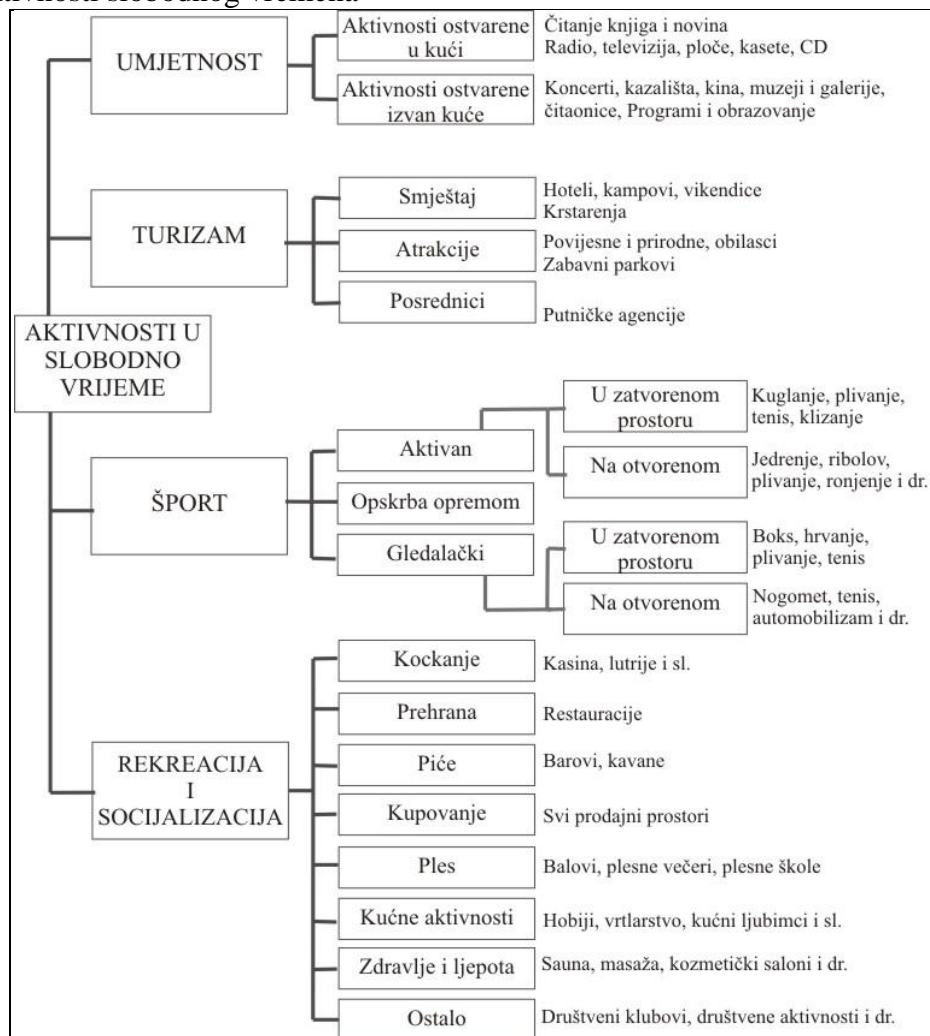 aktivnosti slobodnog vremena
AKTIVNOSTI U
SLOBODNO
VRIJEME
UMJETNOST
Aktivnosti ostvarene
u kući
Čitanje knjiga i novina
Radio, televizija, ploče, kasete, CD
Aktivnosti ostvarene
izvan kuće
Koncerti, kazališta, kina, muzeji i galerije,
čitaonice, Programi i obrazovanje
TURIZAM
Smještaj
Hoteli, kampovi, vikendice
Krstarenja
Atrakcije
Povijesne i prirodne, obilasci
Zabavni parkovi
Posrednici
Putničke agencije
ŠPORT
Aktivan
U zatvorenom
prostoru
Kuglanje, plivanje,
tenis, klizanje
Na otvorenom
Jedrenje, ribolov,
plivanje, ronjenje i dr.
Opskrba opremom
Gledalački
U zatvorenom
prostoru
Boks, hrvanje,
plivanje, tenis
Na otvorenom
Nogomet, tenis,
automobilizam i dr.
REKREACIJA
I
SOCIJALIZACIJA
Kockanje
Kasina, lutrije i sl.
Prehrana
Restauracije
Piće
Barovi, kavane
Kupovanje
Svi prodajni prostori
Ples
Balovi, plesne večeri, plesne škole
Kućne aktivnosti
Hobiji, vrtlarstvo, kućni ljubimci i sl.
Zdravlje i ljepota
Sauna, masaža, kozmetički saloni i dr.
Ostalo
Društveni klubovi, društvene aktivnosti i dr.